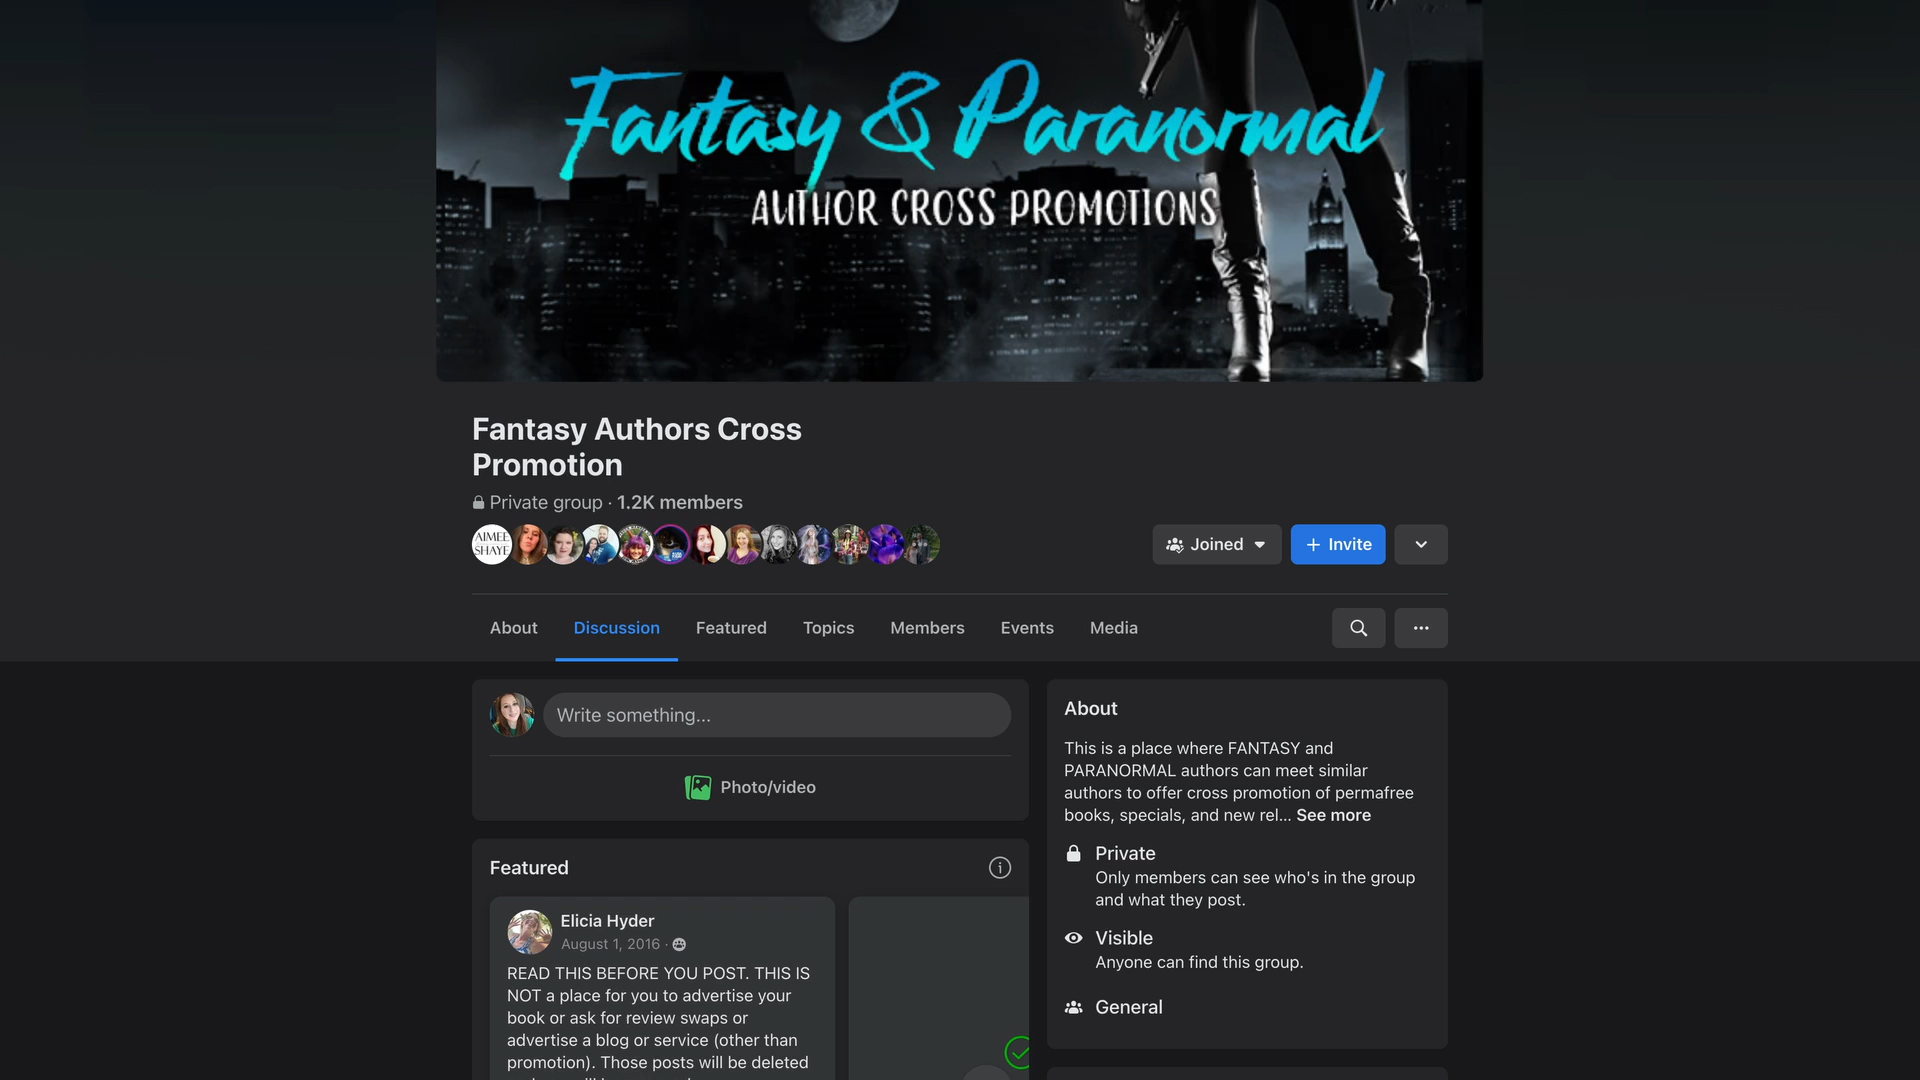 Fantasy & Paranormal
AUTHOR CROSS PROMOTIONS
Fantasy Authors Cross
Promotion
Private group · 1.2K members
AIMEE
SHAYE
Joined
+ Invite
About
Discussion
Featured
Topics
Members
Events
Media
Write something...
Photo/video
Featured
Elicia Hyder
August 1, 2016 ·
READ THIS BEFORE YOU POST. THIS IS
NOT a place for you to advertise your
book or ask for review swaps or
advertise a blog or service (other than
promotion). Those posts will be deleted
About
This is a place where FANTASY and
PARANORMAL authors can meet similar
authors to offer cross promotion of permafree
books, specials, and new rel... See more
Private
Only members can see who's in the group
and what they post.
Visible
Anyone can find this group.
General